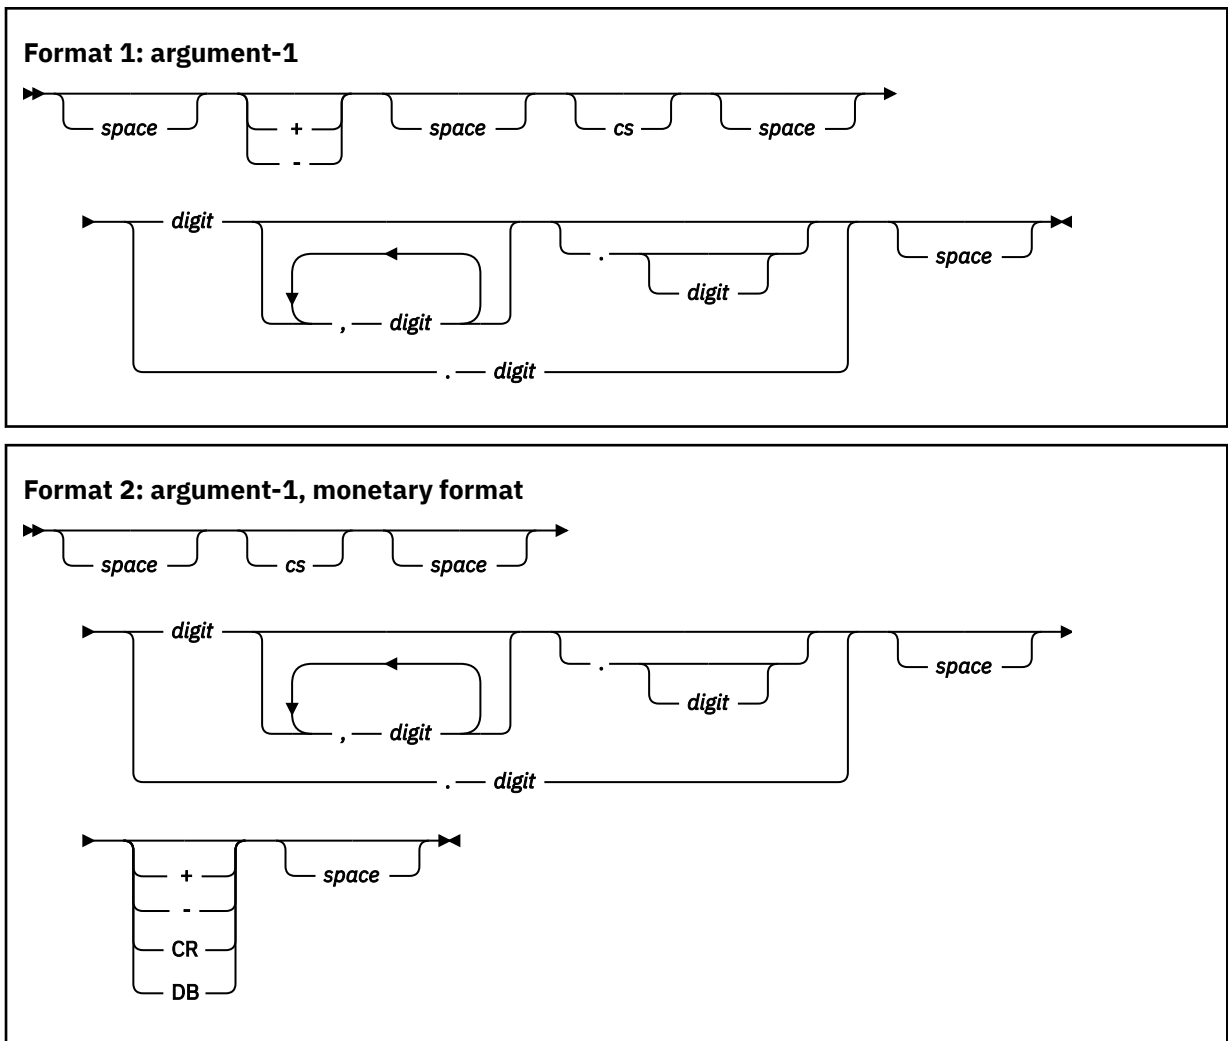 Format 1: argument-1
space + space cs space
-
digit . space
digit
, digit
. digit
Format 2: argument-1, monetary format
space cs space
digit . space
digit
, digit
. digit
+ space
-
CR
DB